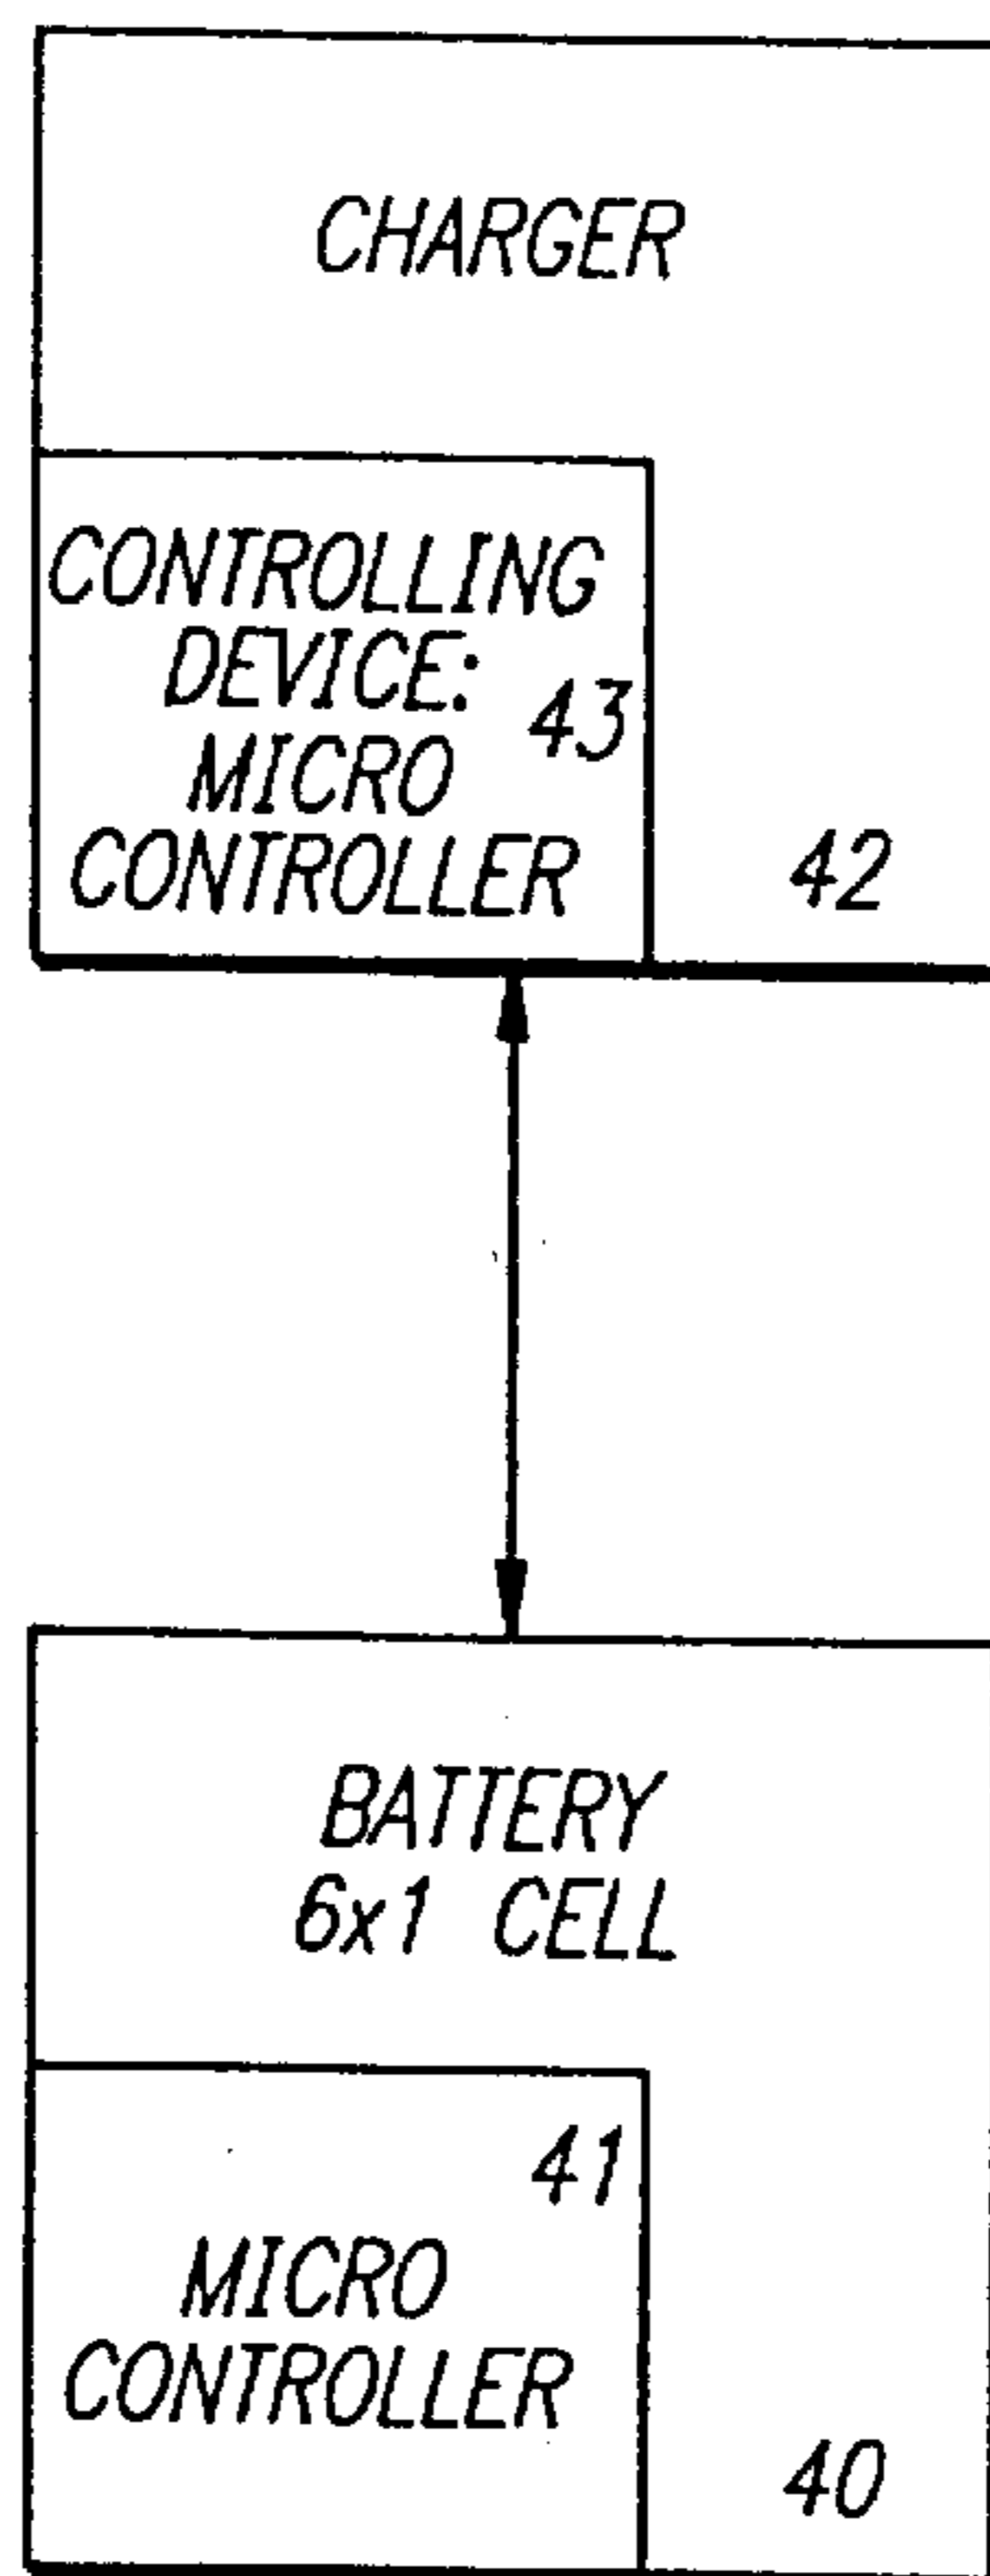 CHARGER
CONTROLLING
DEVICE:
43
MICRO
CONTROLLER
42
BATTERY
6x1 CELL
41
MICRO
CONTROLLER
40